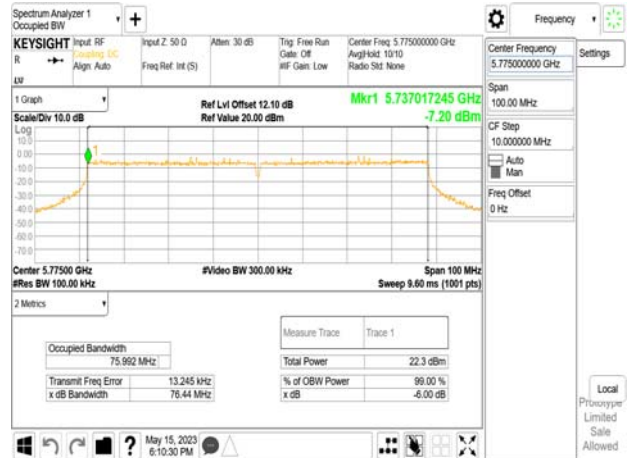 Spectrum Analyzer 1
Occupied BW
+
Frequency
KEYSIGHT
R
Input: RF
Coupling: DC
Align: Auto
Input Z: 50 Ω
Freq Ref: Int (S)
Atten: 30 dB
Trig: Free Run
Gate: Off
#IF Gain: Low
Center Freq: 5.775000000 GHz
Avg|Hold: 10/10
Radio Std: None
Center Frequency
5.775000000 GHz
Settings
Span
100.00 MHz
CF Step
10.000000 MHz
Auto
Man
Freq Offset
0 Hz
1 Graph
Scale/Div 10.0 dB
Log
Ref Lvl Offset 12.10 dB
Ref Value 20.00 dBm
Mkr1 5.737017245 GHz
-7.20 dBm
10.0
0.00
-10.0
-20.0
-30.0
-40.0
-50.0
-60.0
-70.0
1
Center 5.77500 GHz
#Res BW 100.00 kHz
#Video BW 300.00 kHz
Span 100 MHz
Sweep 9.60 ms (1001 pts)
2 Metrics
Measure Trace
Trace 1
Occupied Bandwidth
75.992 MHz
Total Power
22.3 dBm
Transmit Freq Error
13.245 kHz
% of OBW Power
99.00 %
x dB Bandwidth
76.44 MHz
x dB
-6.00 dB
Local
Prototype
Limited
Sale
Allowed
?
May 15, 2023
6:10:30 PM